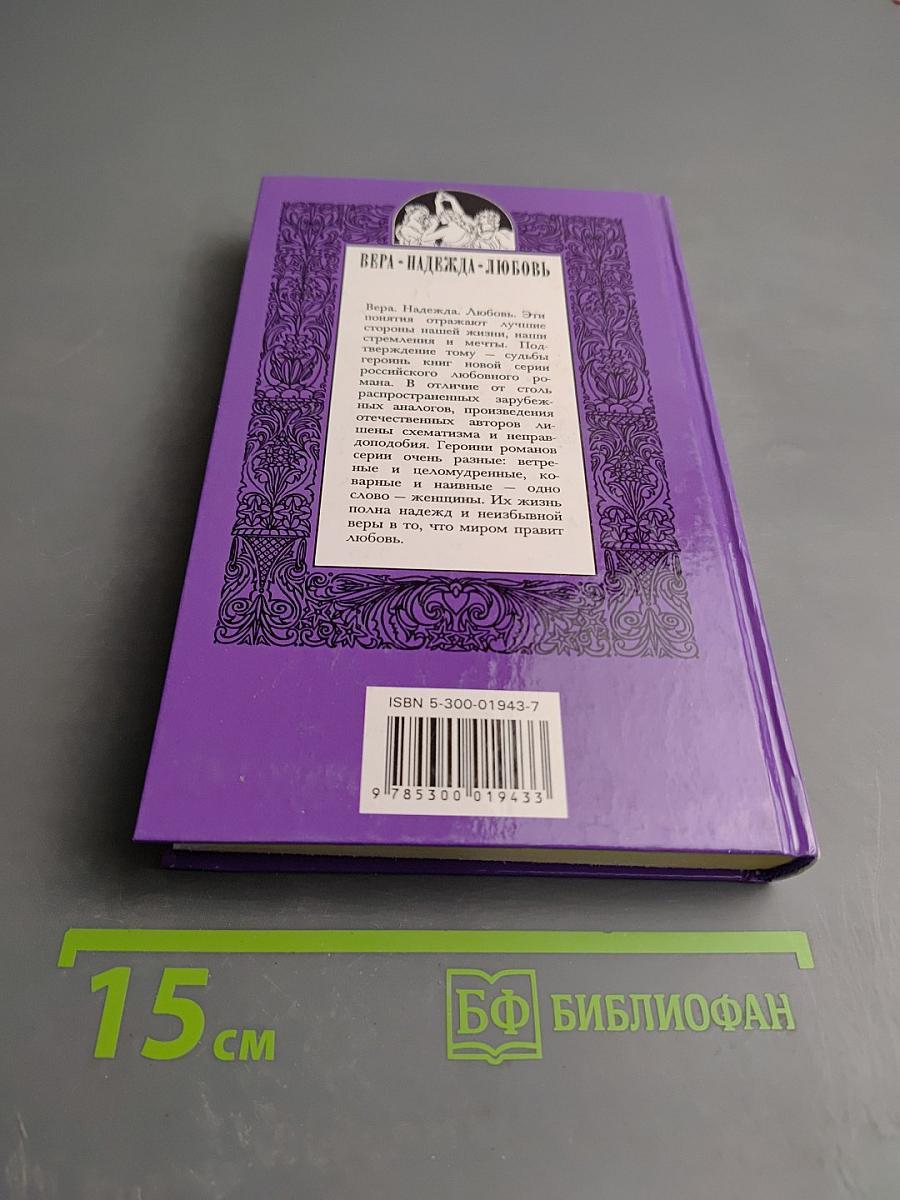 ВЕРА - НАДЕЖДА - ЛЮБОВЬ
Вера. Надежда. Любовь. Эти
понятия отражают лучшие
стороны нашей жизни, наши
стремления и мечты. Под-
тверждение тому — судьбы
героинь книг новой серии
российского любовного ро-
мана. В отличие от столь
распространенных зарубеж-
ных аналогов, произведения
отечественных авторов ли-
шены схематизма и неправ-
доподобия. Героини романов
серии очень разные: ветре-
ные и целомудренные, ко-
варные и наивные — одно
слово — женщины. Их жизнь
полна надежд и неизбывной
веры в то, что миром правит
любовь.
ISBN 5-300-01943-7
9 785300 019433
15 см
БФ БИБЛИОФАН